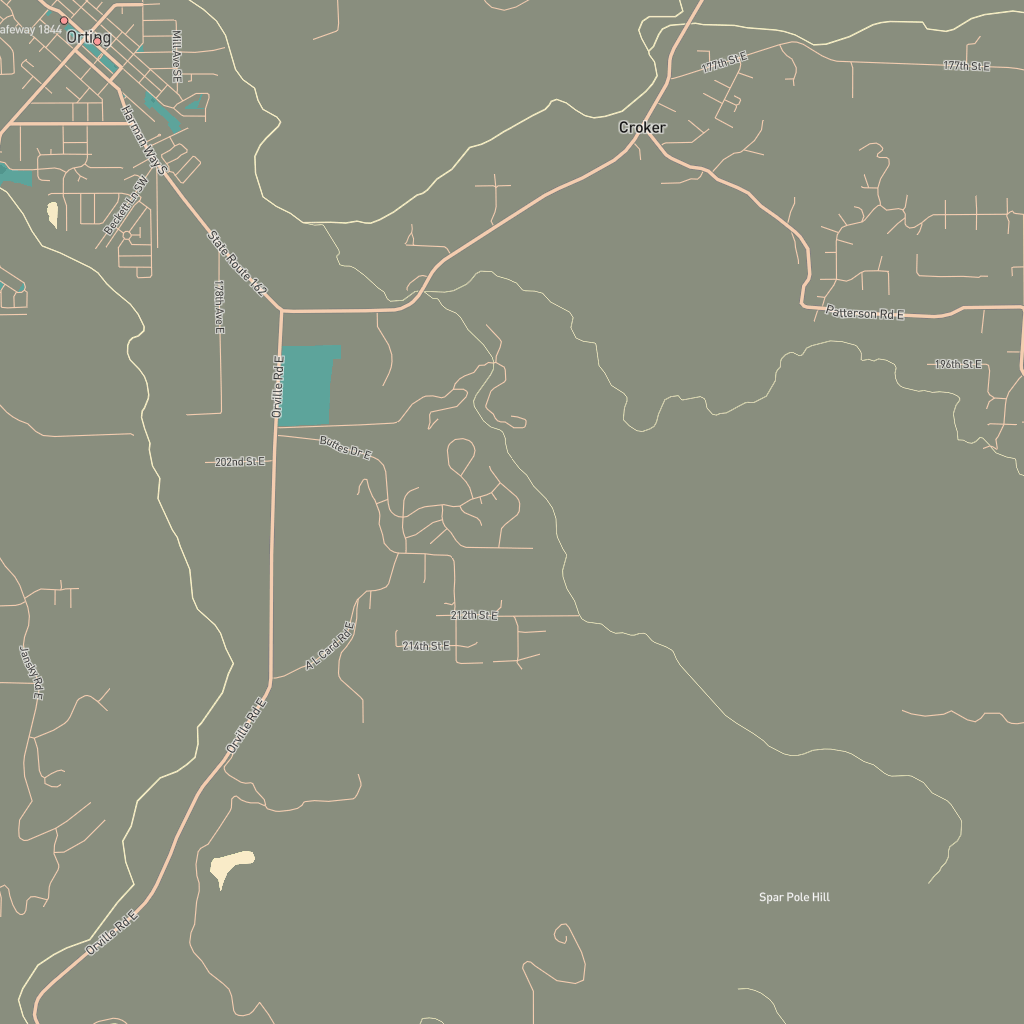 afeway 1844
Orting
Mill Ave SE
177th St E
177th St E
Harman Way S
Croker
Beckett Ln SW
State Route 162
178th Ave E
Patterson Rd E
Orville Rd E
196th St E
Buttes Dr E
202nd St E
212th St E
A L Card Rd E
214th St E
Jansky Rd E
Orville Rd E
Spar Pole Hill
Orville Rd E